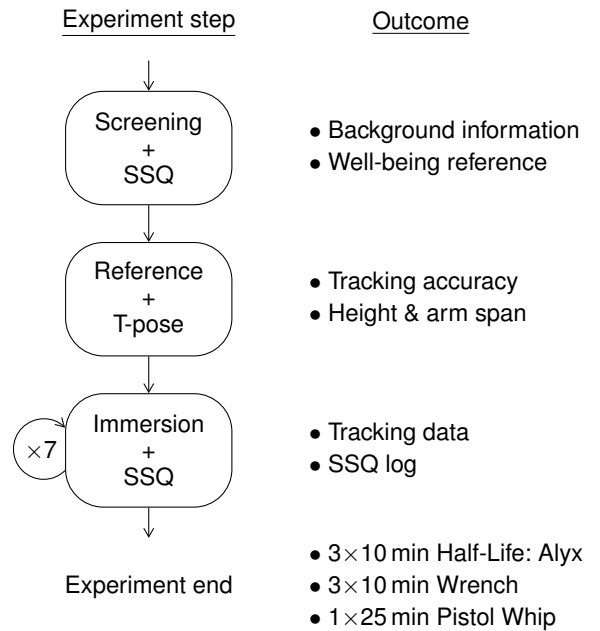 Experiment step Outcome
Screening
+
SSQ
• Background information
• Well-being reference
Reference
+
T-pose
• Tracking accuracy
• Height & arm span
×7
Immersion
+
SSQ
• Tracking data
• SSQ log
Experiment end
• 3×10 min Half-Life: Alyx
• 3×10 min Wrench
• 1×25 min Pistol Whip